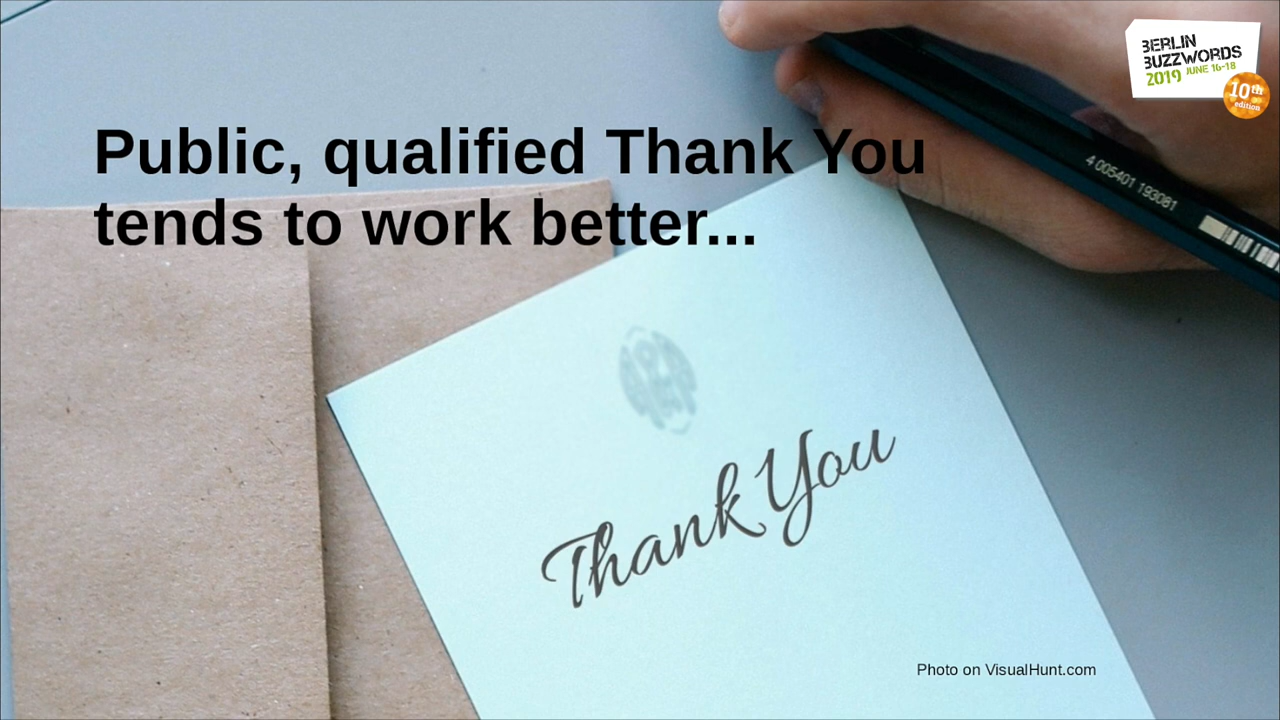 BERLIN
BUZZWORDS
2019 JUNE 16-18
10th
edition
Public, qualified Thank You
tends to work better...
4 005401 193081
Thank You
Photo on VisualHunt.com